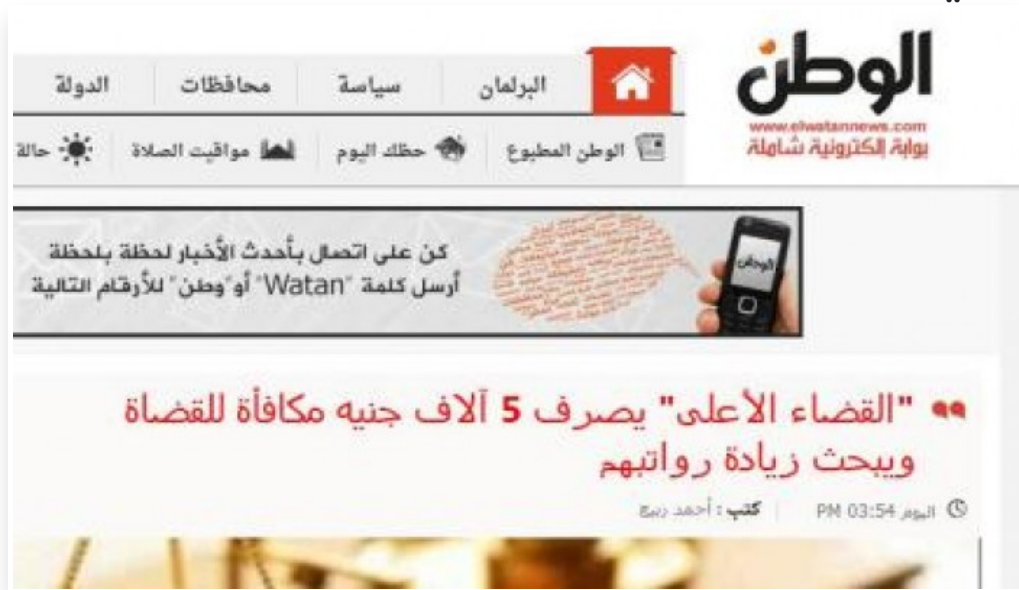 الوطن
www.elwatannews.com
بوابة إلكترونية شاملة
البرلمان سياسة محافظات الدولة
الوطن المطبوع حظك اليوم مواقيت الصلاة حالة
كن على اتصال بأحدث الأخبار لحظة بلحظة
أرسل كلمة "Watan" أو"وطن" للأرقام التالية
الوطن
"القضاء الأعلى" يصرف 5 آلاف جنيه مكافأة للقضاة
ويبحث زيادة رواتبهم
اليوم 03:54 PM كتب : أحمد ربيع